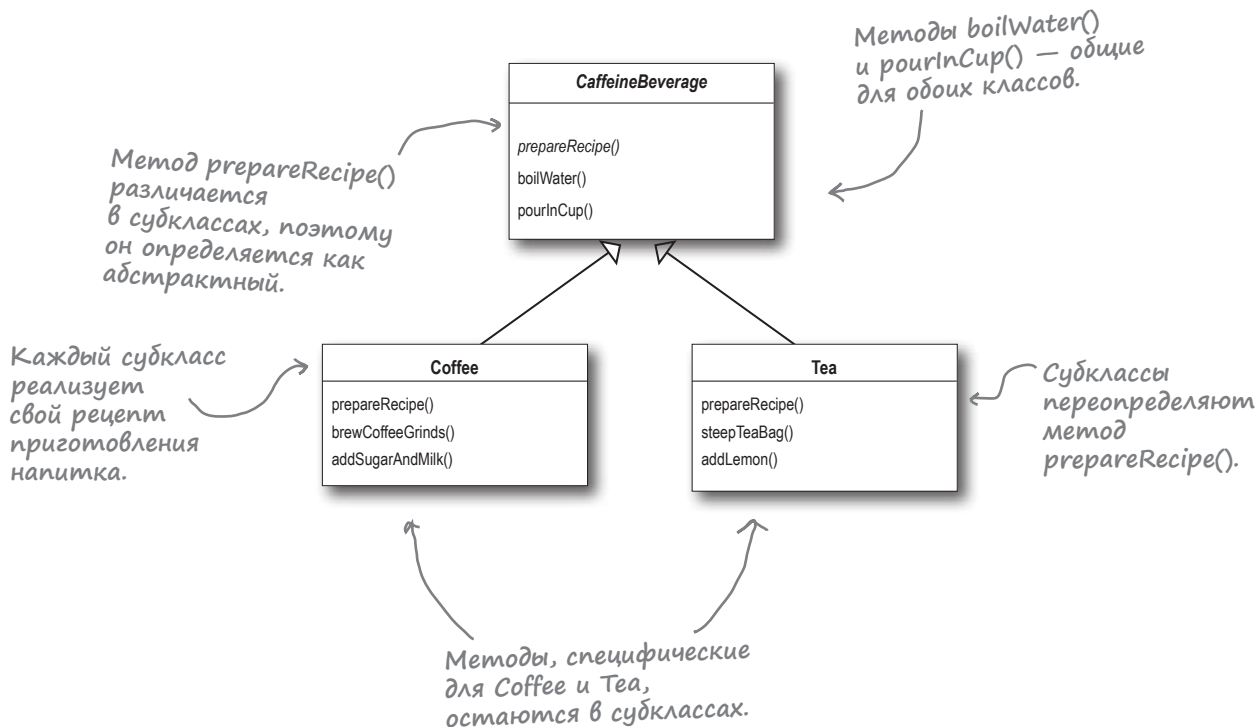 Методы boilWater()
и pourInCup() — общие
для обоих классов.
CaffeineBeverage
prepareRecipe()
boilWater()
pourInCup()
Метод prepareRecipe()
различается
в субклассах, поэтому
он определяется как
абстрактный.
Каждый субкласс
реализует
свой рецепт
приготовления
напитка.
Coffee
prepareRecipe()
brewCoffeeGrinds()
addSugarAndMilk()
Tea
prepareRecipe()
steepTeaBag()
addLemon()
Субклассы
переопределяют
метод
prepareRecipe().
Методы, специфические
для Coffee и Tea,
остаются в субклассах.